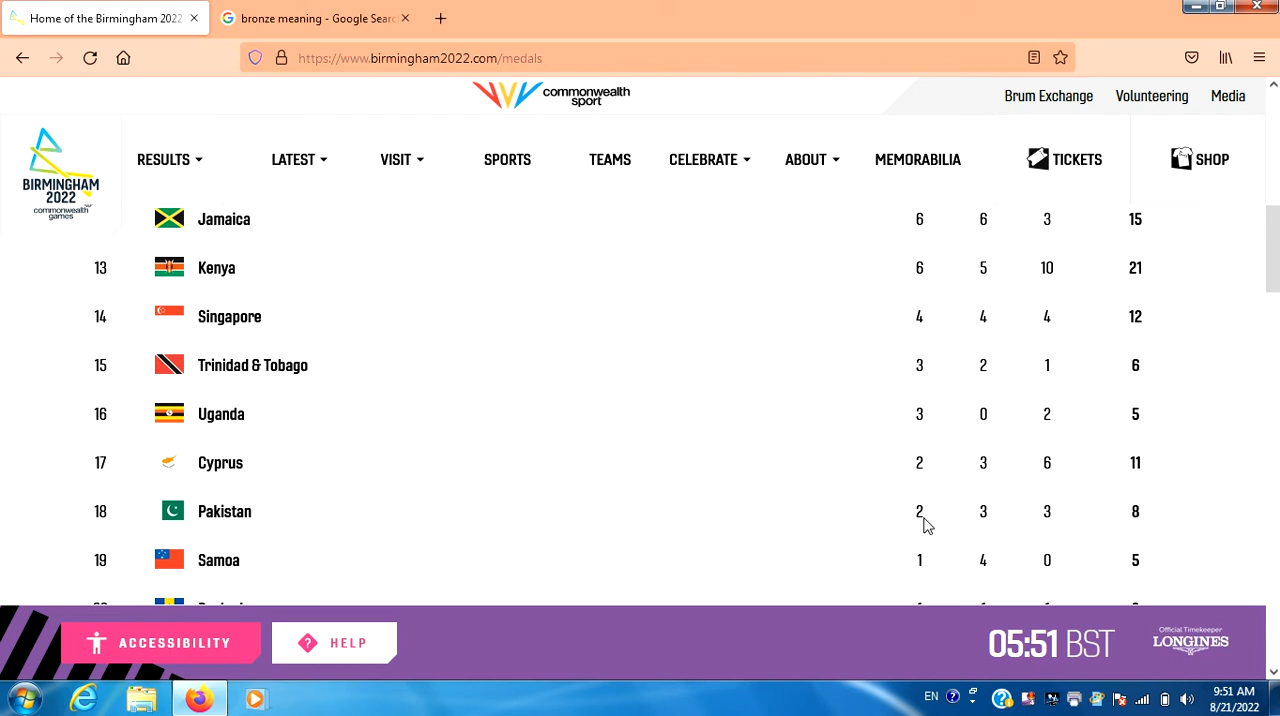 Home of the Birmingham 2022
bronze meaning - Google Sear
https://www.birmingham2022.com/medals
commonwealth
sport
Brum Exchange Volunteering Media
BIRMINGHAM
2022
commonwealth
games
RESULTS LATEST VISIT SPORTS TEAMS CELEBRATE ABOUT MEMORABILIA TICKETS SHOP
Jamaica 6 6 3 15
13 Kenya 6 5 10 21
14 Singapore 4 4 4 12
15 Trinidad & Tobago 3 2 1 6
16 Uganda 3 0 2 5
17 Cyprus 2 3 6 11
18 Pakistan 2 3 3 8
19 Samoa 1 4 0 5
ACCESSIBILITY
? HELP
05:51 BST
Official Timekeeper
LONGINES
EN
9:51 AM
8/21/2022